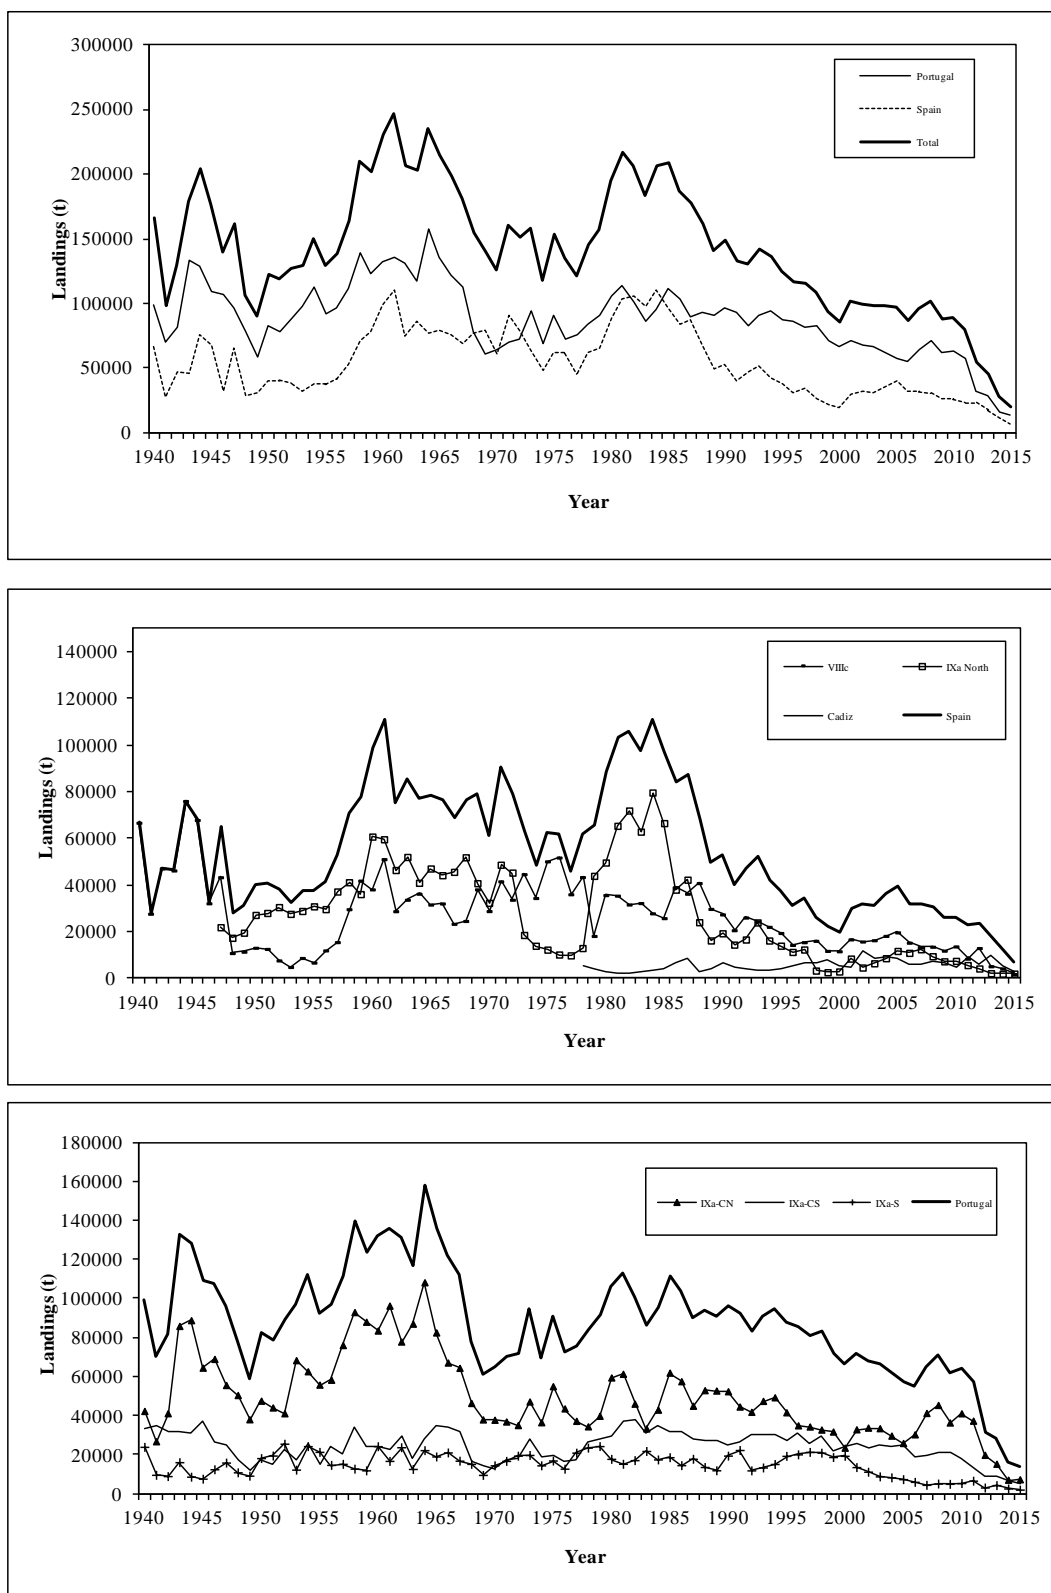 300000
250000
200000
150000
100000
50000
0
Landings (t)
Portugal
Spain
Total
1940 1945 1950 1955 1960 1965 1970 1975 1980 1985 1990 1995 2000 2005 2010 2015
Year
140000
120000
100000
80000
60000
40000
20000
0
Landings (t)
VIIIc IXa North
Cadiz Spain
1940 1945 1950 1955 1960 1965 1970 1975 1980 1985 1990 1995 2000 2005 2010 2015
Year
180000
160000
140000
120000
100000
80000
60000
40000
20000
0
Landings (t)
IXa-CN IXa-CS IXa-S Portugal
1940 1945 1950 1955 1960 1965 1970 1975 1980 1985 1990 1995 2000 2005 2010 2015
Year